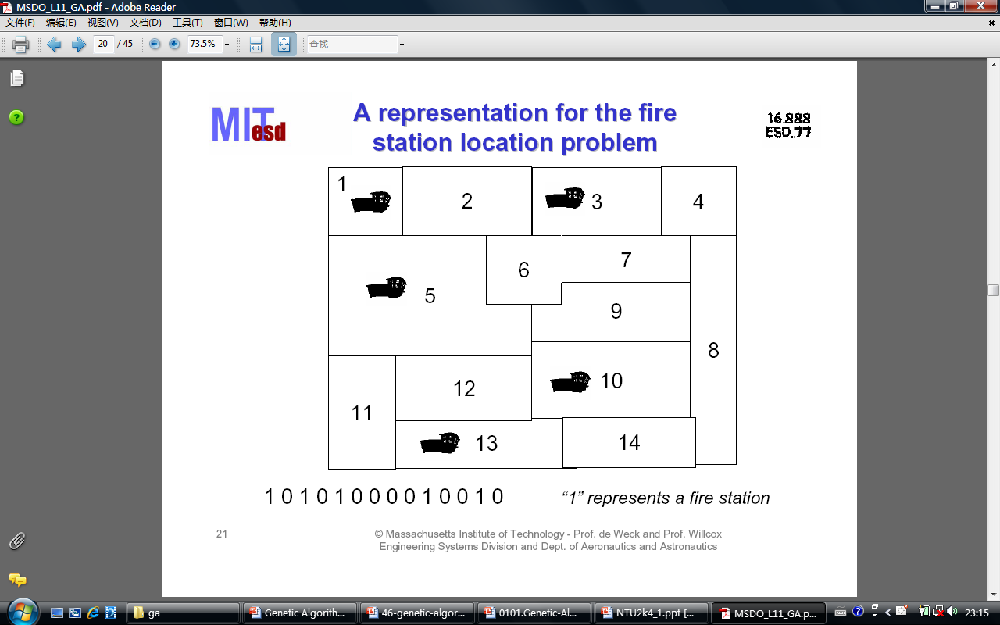 MSDO_L11_GA.pdf - Adobe Reader
文件(F) 编辑(E) 视图(V) 文档(D) 工具(T) 窗口(W) 帮助(H)
20 / 45 73.5% 查找
MITesd
A representation for the fire
station location problem
16.888
ESD.77
1
2
3
4
5
6
7
8
9
10
11
12
13
14
1 0 1 0 1 0 0 0 0 1 0 0 1 0
“1” represents a fire station
21
© Massachusetts Institute of Technology - Prof. de Weck and Prof. Willcox
Engineering Systems Division and Dept. of Aeronautics and Astronautics
ga
Genetic Algorith...
46-genetic-algor...
0101.Genetic-Al...
NTU2k4_1.ppt [...
MSDO_L11_GA.p...
23:15